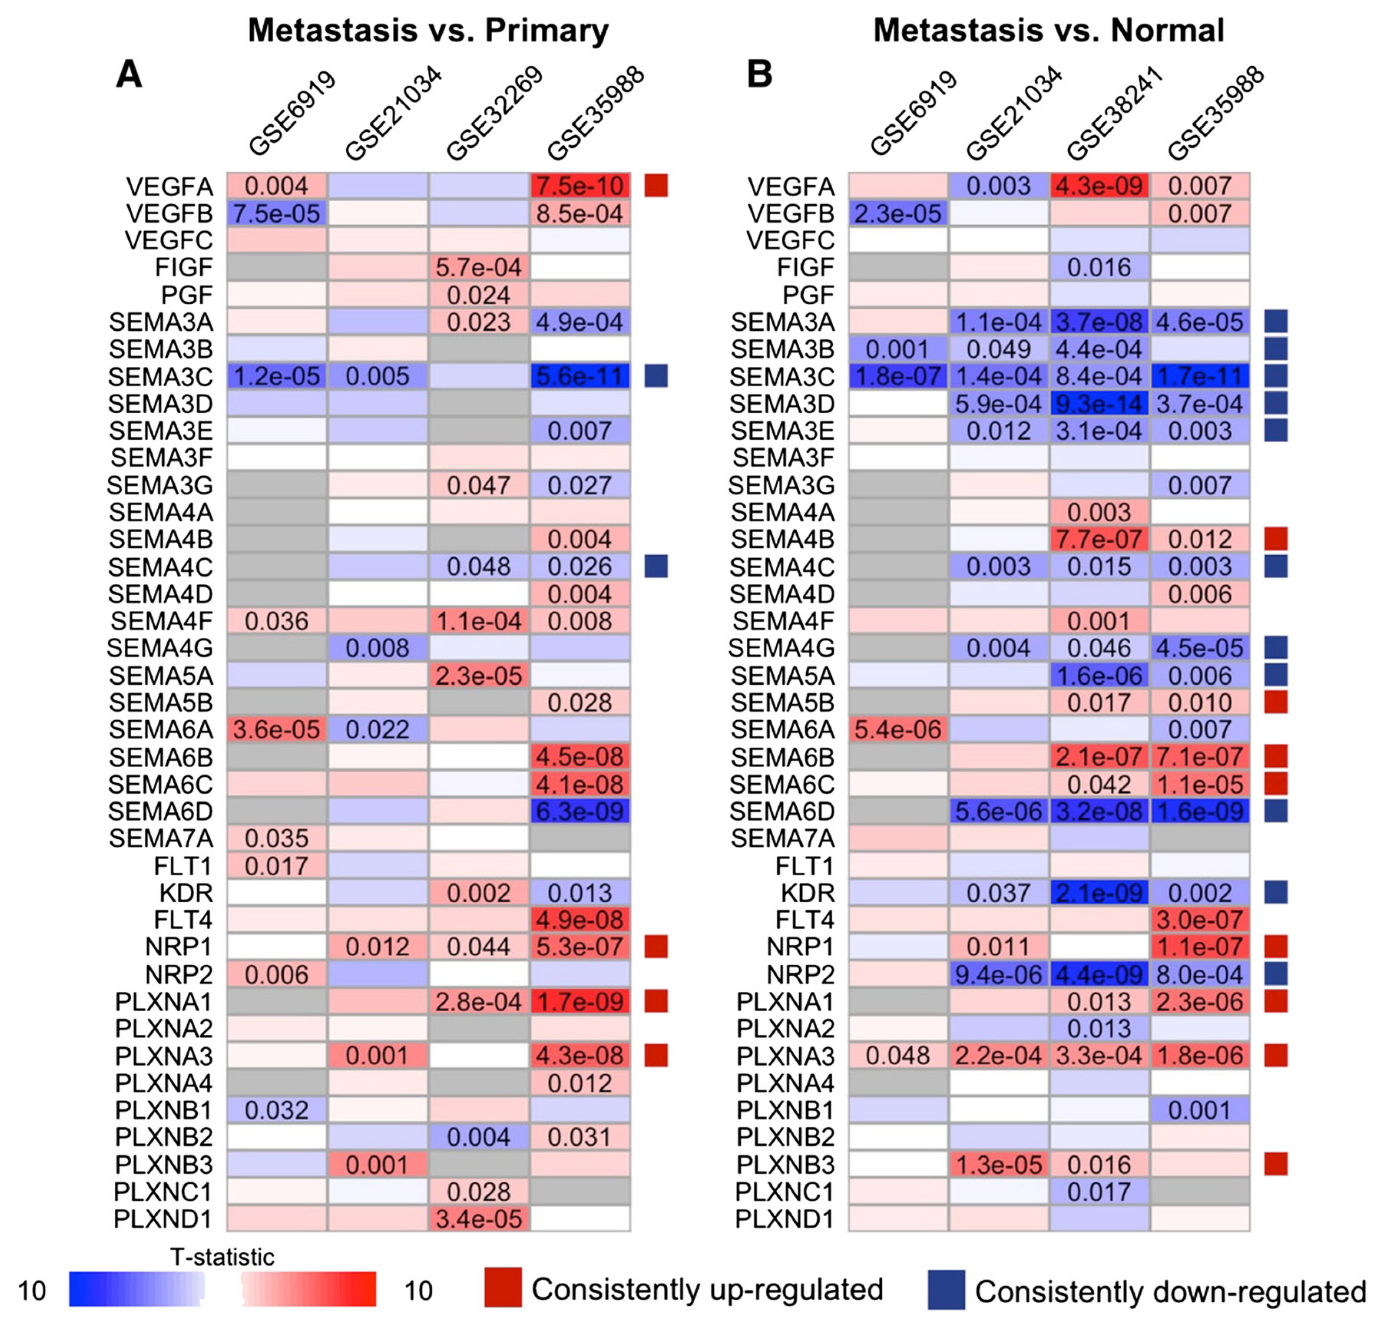 Metastasis vs. Primary
A
GSE6919 GSE21034 GSE32269 GSE35988
VEGFA 0.004 7.5e-10
VEGFB 7.5e-05 8.5e-04
VEGFC
FIGF 5.7e-04
PGF 0.024
SEMA3A 0.023 4.9e-04
SEMA3B
SEMA3C 1.2e-05 0.005 5.6e-11
SEMA3D
SEMA3E 0.007
SEMA3F
SEMA3G 0.047 0.027
SEMA4A
SEMA4B 0.004
SEMA4C 0.048 0.026
SEMA4D 0.004
SEMA4F 0.036 1.1e-04 0.008
SEMA4G 0.008
SEMA5A 2.3e-05
SEMA5B 0.028
SEMA6A 3.6e-05 0.022
SEMA6B 4.5e-08
SEMA6C 4.1e-08
SEMA6D 6.3e-09
SEMA7A 0.035
FLT1 0.017
KDR 0.002 0.013
FLT4 4.9e-08
NRP1 0.012 0.044 5.3e-07
NRP2 0.006
PLXNA1 2.8e-04 1.7e-09
PLXNA2
PLXNA3 0.001 4.3e-08
PLXNA4 0.012
PLXNB1 0.032
PLXNB2 0.004 0.031
PLXNB3 0.001
PLXNC1 0.028
PLXND1 3.4e-05
Metastasis vs. Normal
B
GSE6919 GSE21034 GSE38241 GSE35988
VEGFA 0.003 4.3e-09 0.007
VEGFB 2.3e-05 0.007
VEGFC
FIGF 0.016
PGF
SEMA3A 1.1e-04 3.7e-08 4.6e-05
SEMA3B 0.001 0.049 4.4e-04
SEMA3C 1.8e-07 1.4e-04 8.4e-04 1.7e-11
SEMA3D 5.9e-04 9.3e-14 3.7e-04
SEMA3E 0.012 3.1e-04 0.003
SEMA3F
SEMA3G 0.007
SEMA4A 0.003
SEMA4B 7.7e-07 0.012
SEMA4C 0.003 0.015 0.003
SEMA4D 0.006
SEMA4F 0.001
SEMA4G 0.004 0.046 4.5e-05
SEMA5A 1.6e-06 0.006
SEMA5B 0.017 0.010
SEMA6A 5.4e-06 0.007
SEMA6B 2.1e-07 7.1e-07
SEMA6C 0.042 1.1e-05
SEMA6D 5.6e-06 3.2e-08 1.6e-09
SEMA7A
FLT1
KDR 0.037 2.1e-09 0.002
FLT4 3.0e-07
NRP1 0.011 1.1e-07
NRP2 9.4e-06 4.4e-09 8.0e-04
PLXNA1 0.013 2.3e-06
PLXNA2 0.013
PLXNA3 0.048 2.2e-04 3.3e-04 1.8e-06
PLXNA4
PLXNB1 0.001
PLXNB2
PLXNB3 1.3e-05 0.016
PLXNC1 0.017
PLXND1
T-statistic
10 10
Consistently up-regulated
Consistently down-regulated